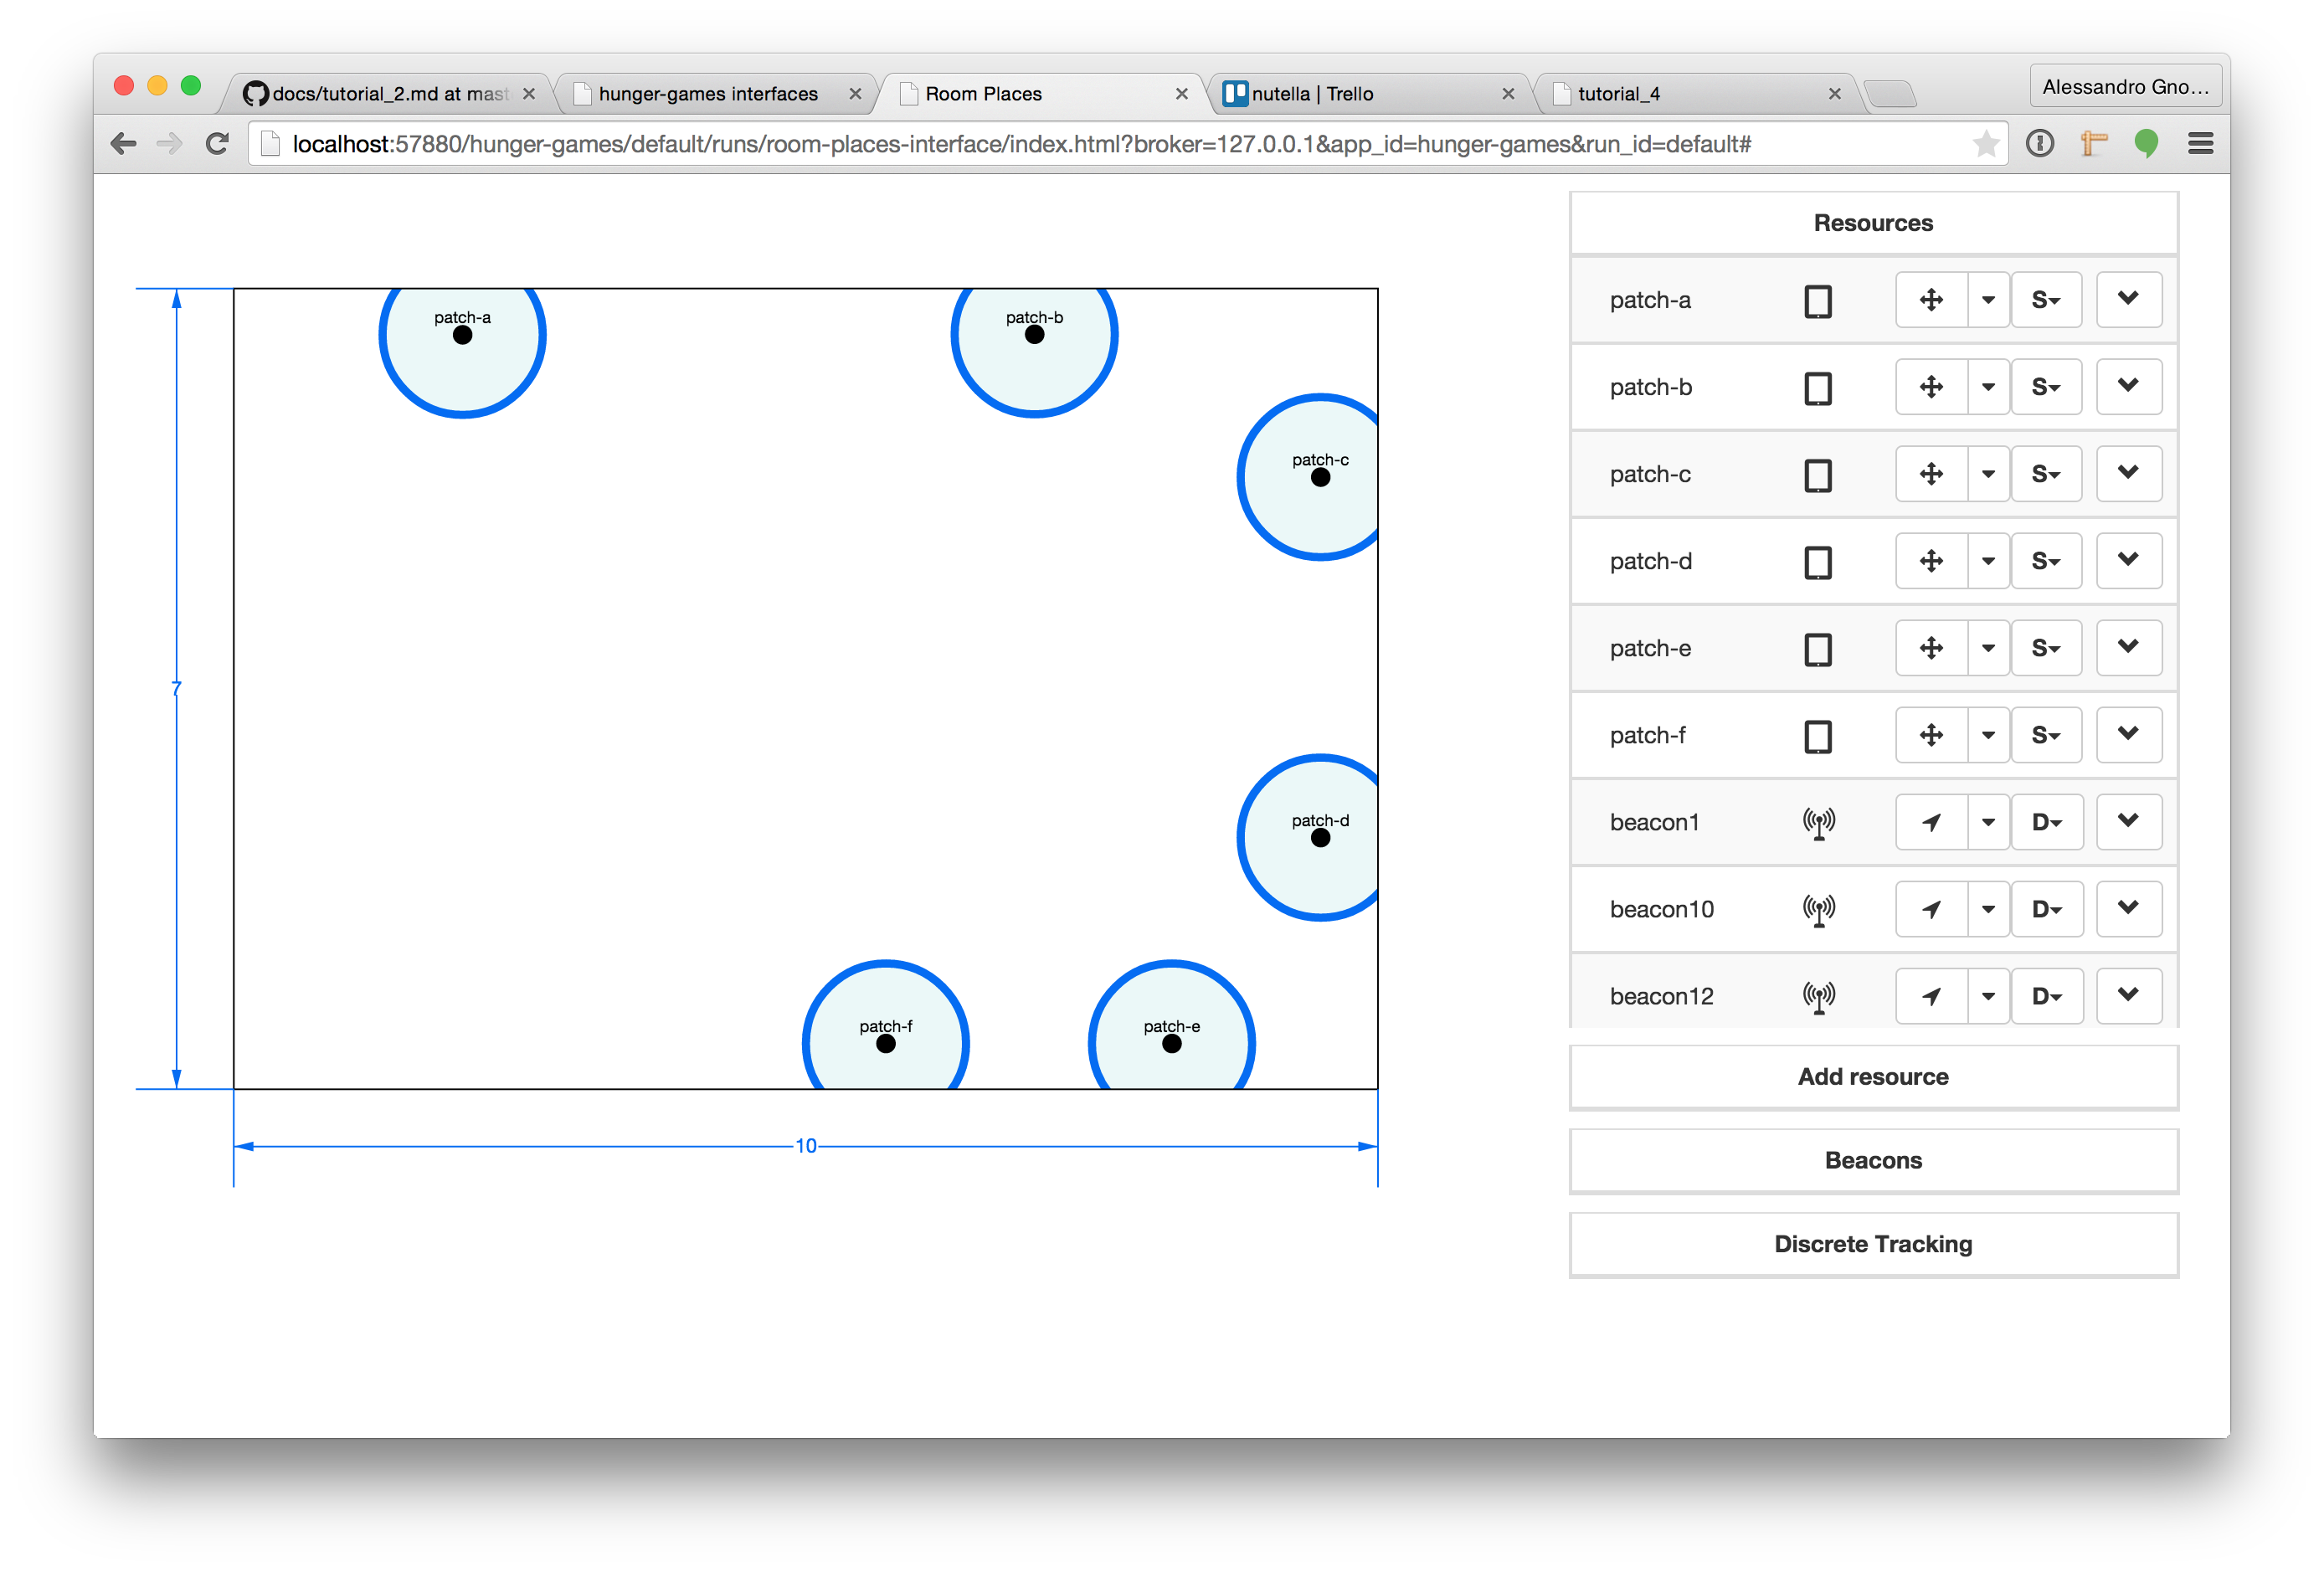 docs/tutorial_2.md at mast
hunger-games interfaces
Room Places
nutella | Trello
tutorial_4
Alessandro Gno...
localhost:57880/hunger-games/default/runs/room-places-interface/index.html?broker=127.0.0.1&app_id=hunger-games&run_id=default#
patch-a
patch-b
patch-c
7
patch-d
patch-f
patch-e
10
Resources
patch-a S
patch-b S
patch-c S
patch-d S
patch-e S
patch-f S
beacon1 D
beacon10 D
beacon12 D
Add resource
Beacons
Discrete Tracking